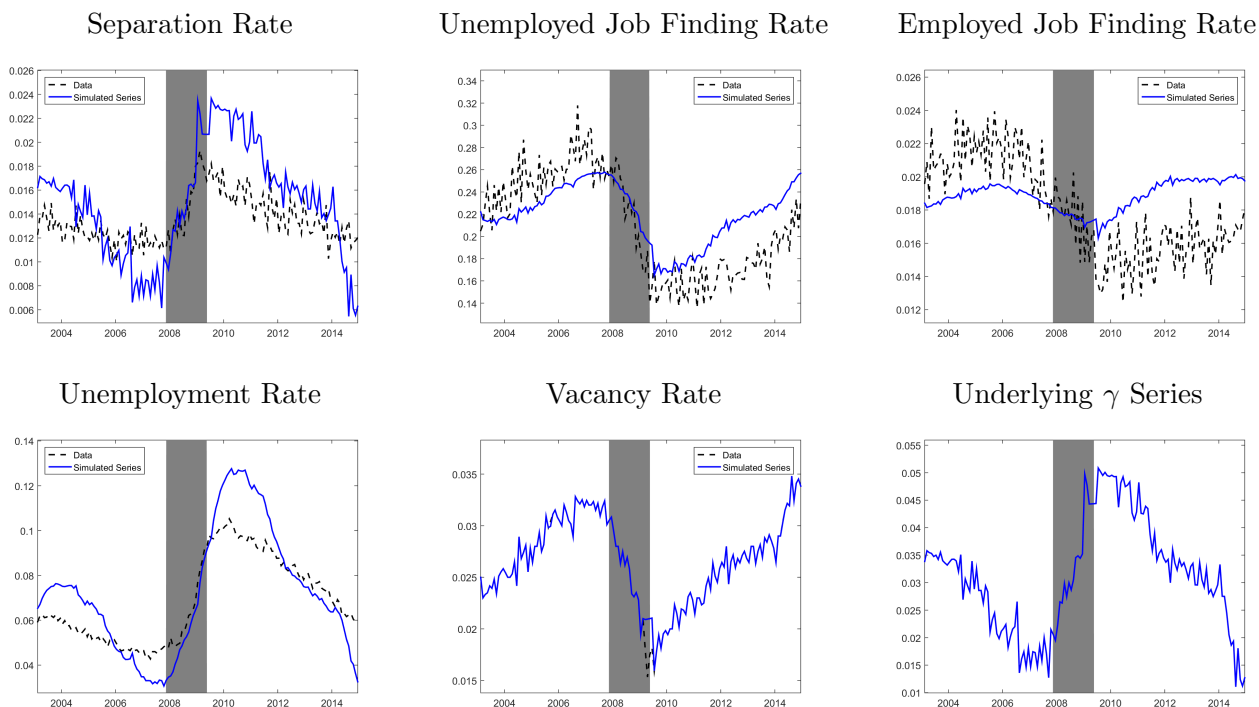 Separation Rate
Unemployed Job Finding Rate
Employed Job Finding Rate
0.026
0.024
0.022
0.02
0.018
0.016
0.014
0.012
0.01
0.008
0.006
2004 2006 2008 2010 2012 2014
Data
Simulated Series
0.34
0.32
0.3
0.28
0.26
0.24
0.22
0.2
0.18
0.16
0.14
2004 2006 2008 2010 2012 2014
Data
Simulated Series
0.026
0.024
0.022
0.02
0.018
0.016
0.014
0.012
2004 2006 2008 2010 2012 2014
Data
Simulated Series
Unemployment Rate
Vacancy Rate
Underlying γ Series
0.14
0.12
0.1
0.08
0.06
0.04
2004 2006 2008 2010 2012 2014
Data
Simulated Series
0.035
0.03
0.025
0.02
0.015
2004 2006 2008 2010 2012 2014
Data
Simulated Series
0.055
0.05
0.045
0.04
0.035
0.03
0.025
0.02
0.015
0.01
2004 2006 2008 2010 2012 2014